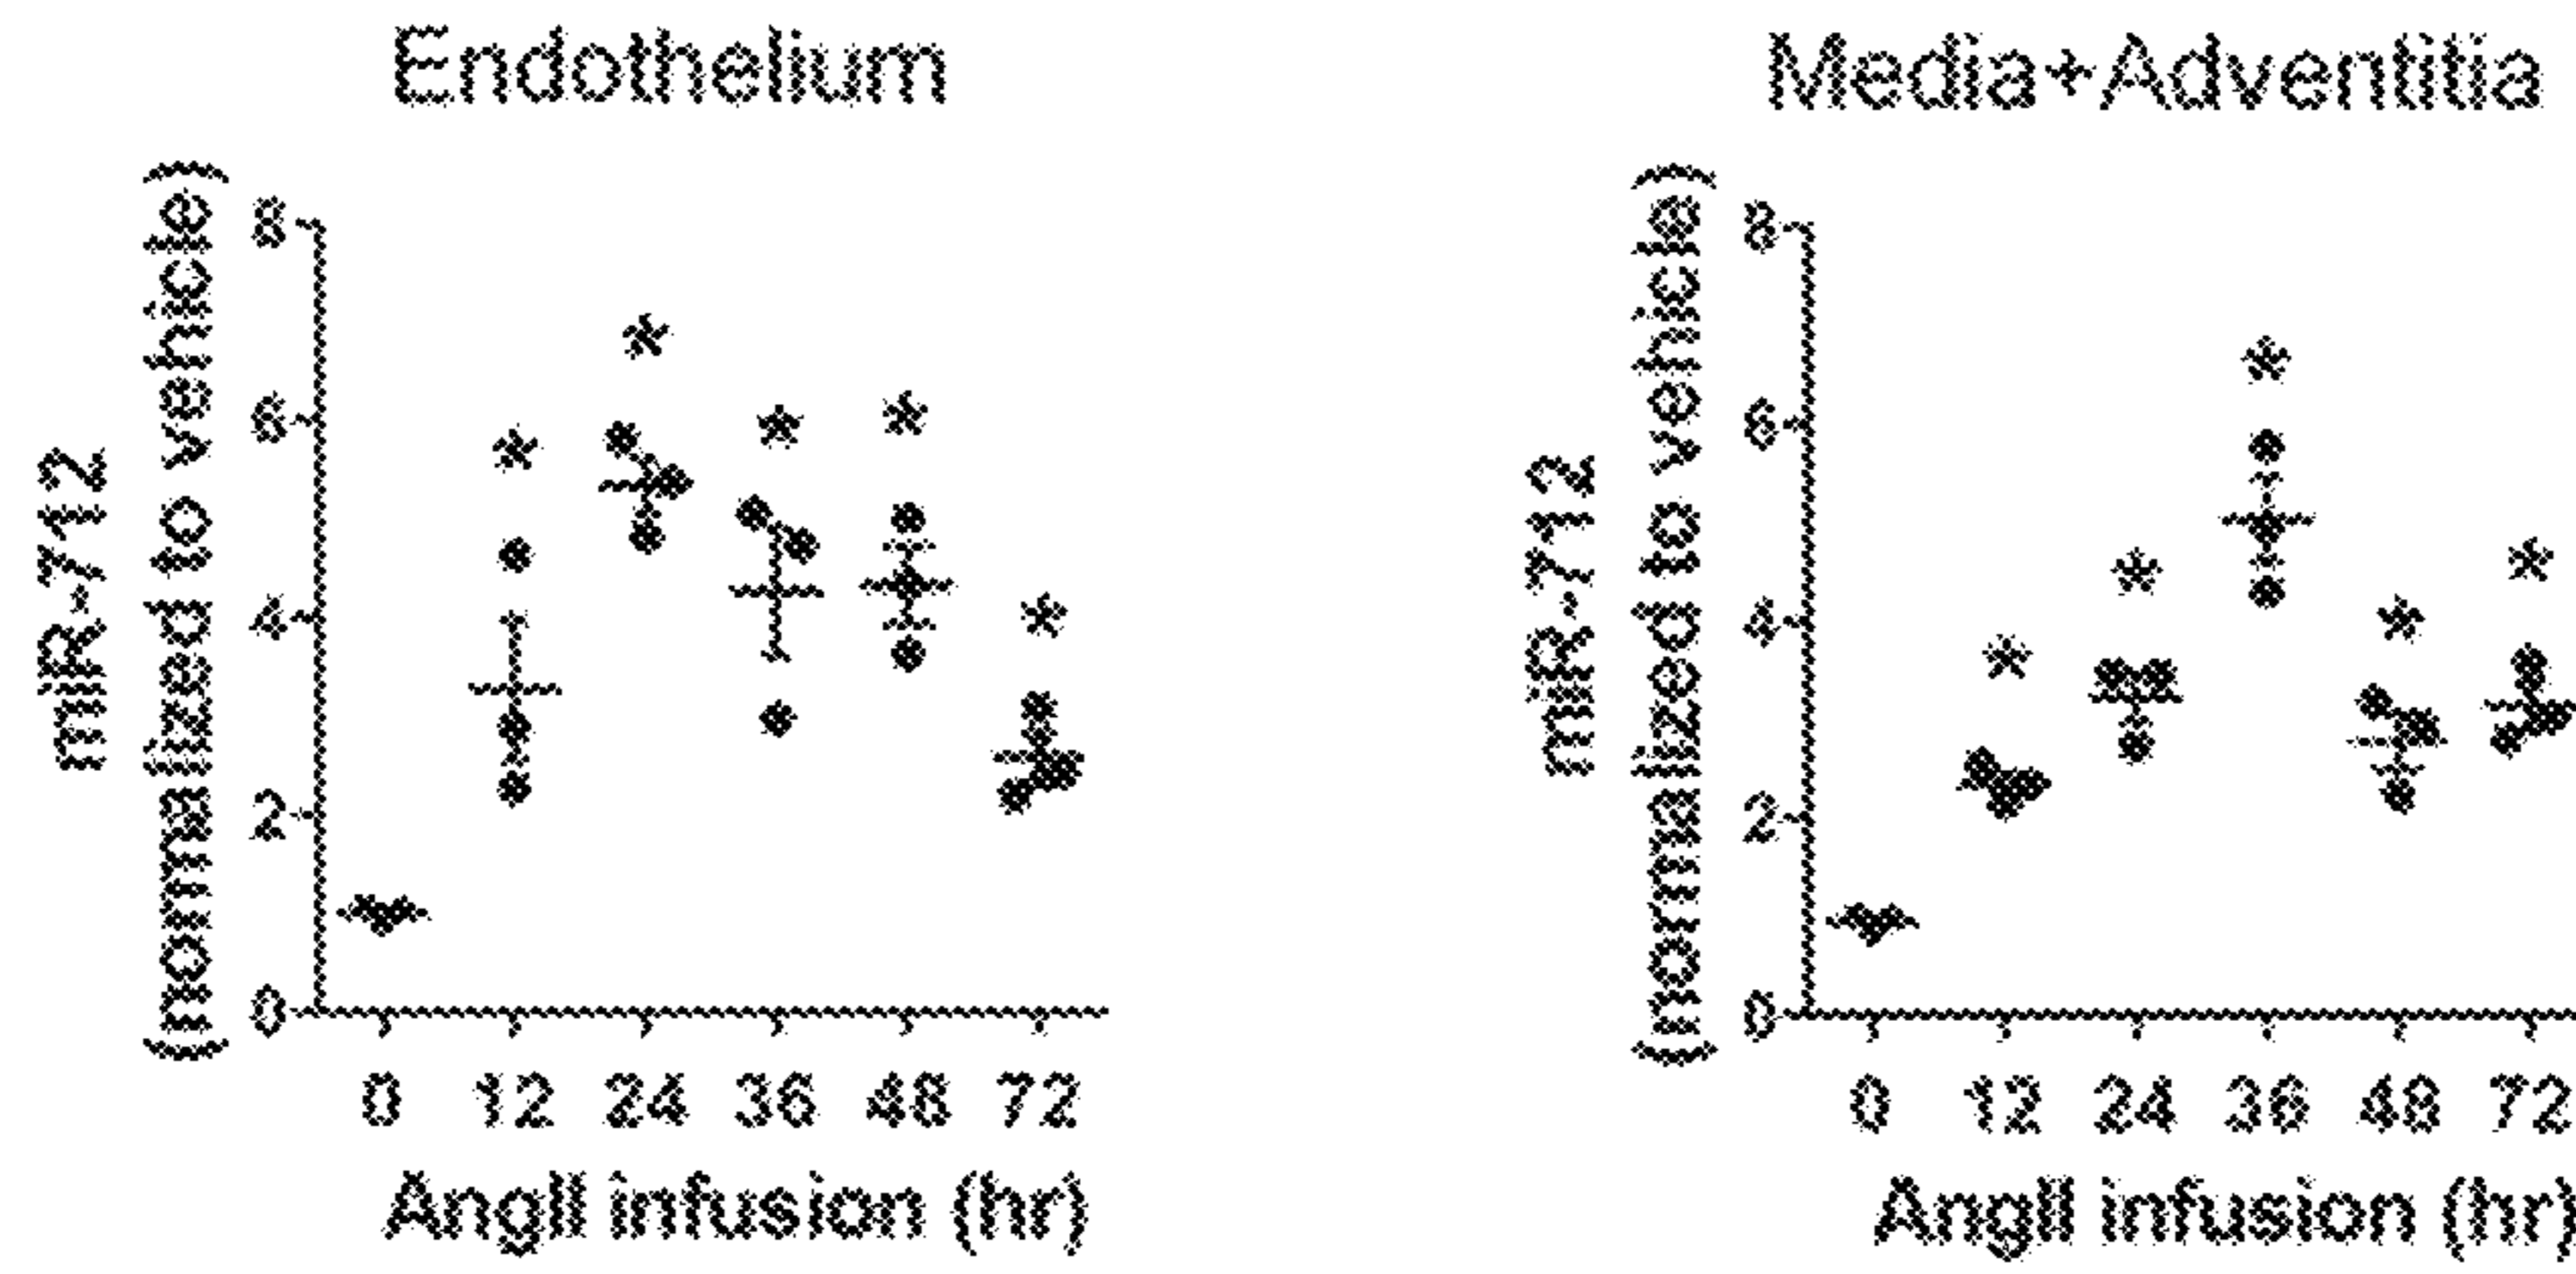 Endothelium
miR-712
(normalized to vehicle)
8
6
4
2
0
0 12 24 36 48 72
AngII infusion (hr)
Media+Adventitia
miR-712
(normalized to vehicle)
8
6
4
2
0
0 12 24 36 48 72
AngII infusion (hr)